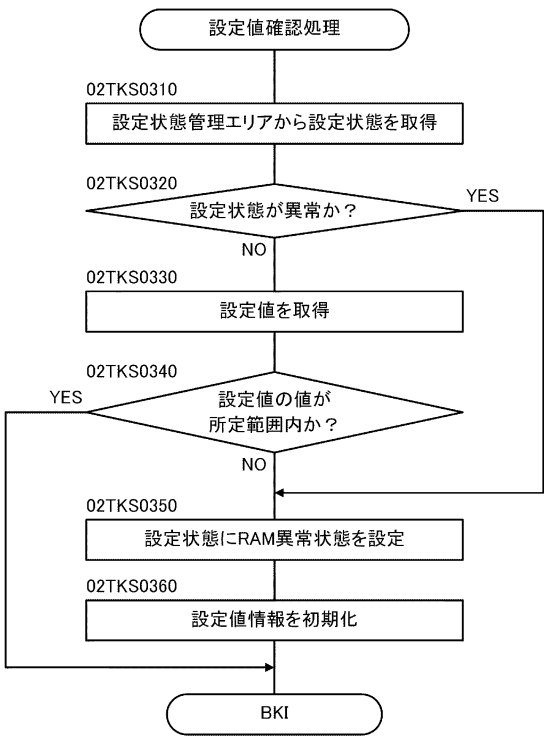 設定値確認処理
02TKS0310
設定状態管理エリアから設定状態を取得
02TKS0320
設定状態が異常か？
YES
NO
02TKS0330
設定値を取得
02TKS0340
YES
設定値の値が
所定範囲内か？
NO
02TKS0350
設定状態にRAM異常状態を設定
02TKS0360
設定値情報を初期化
BKI